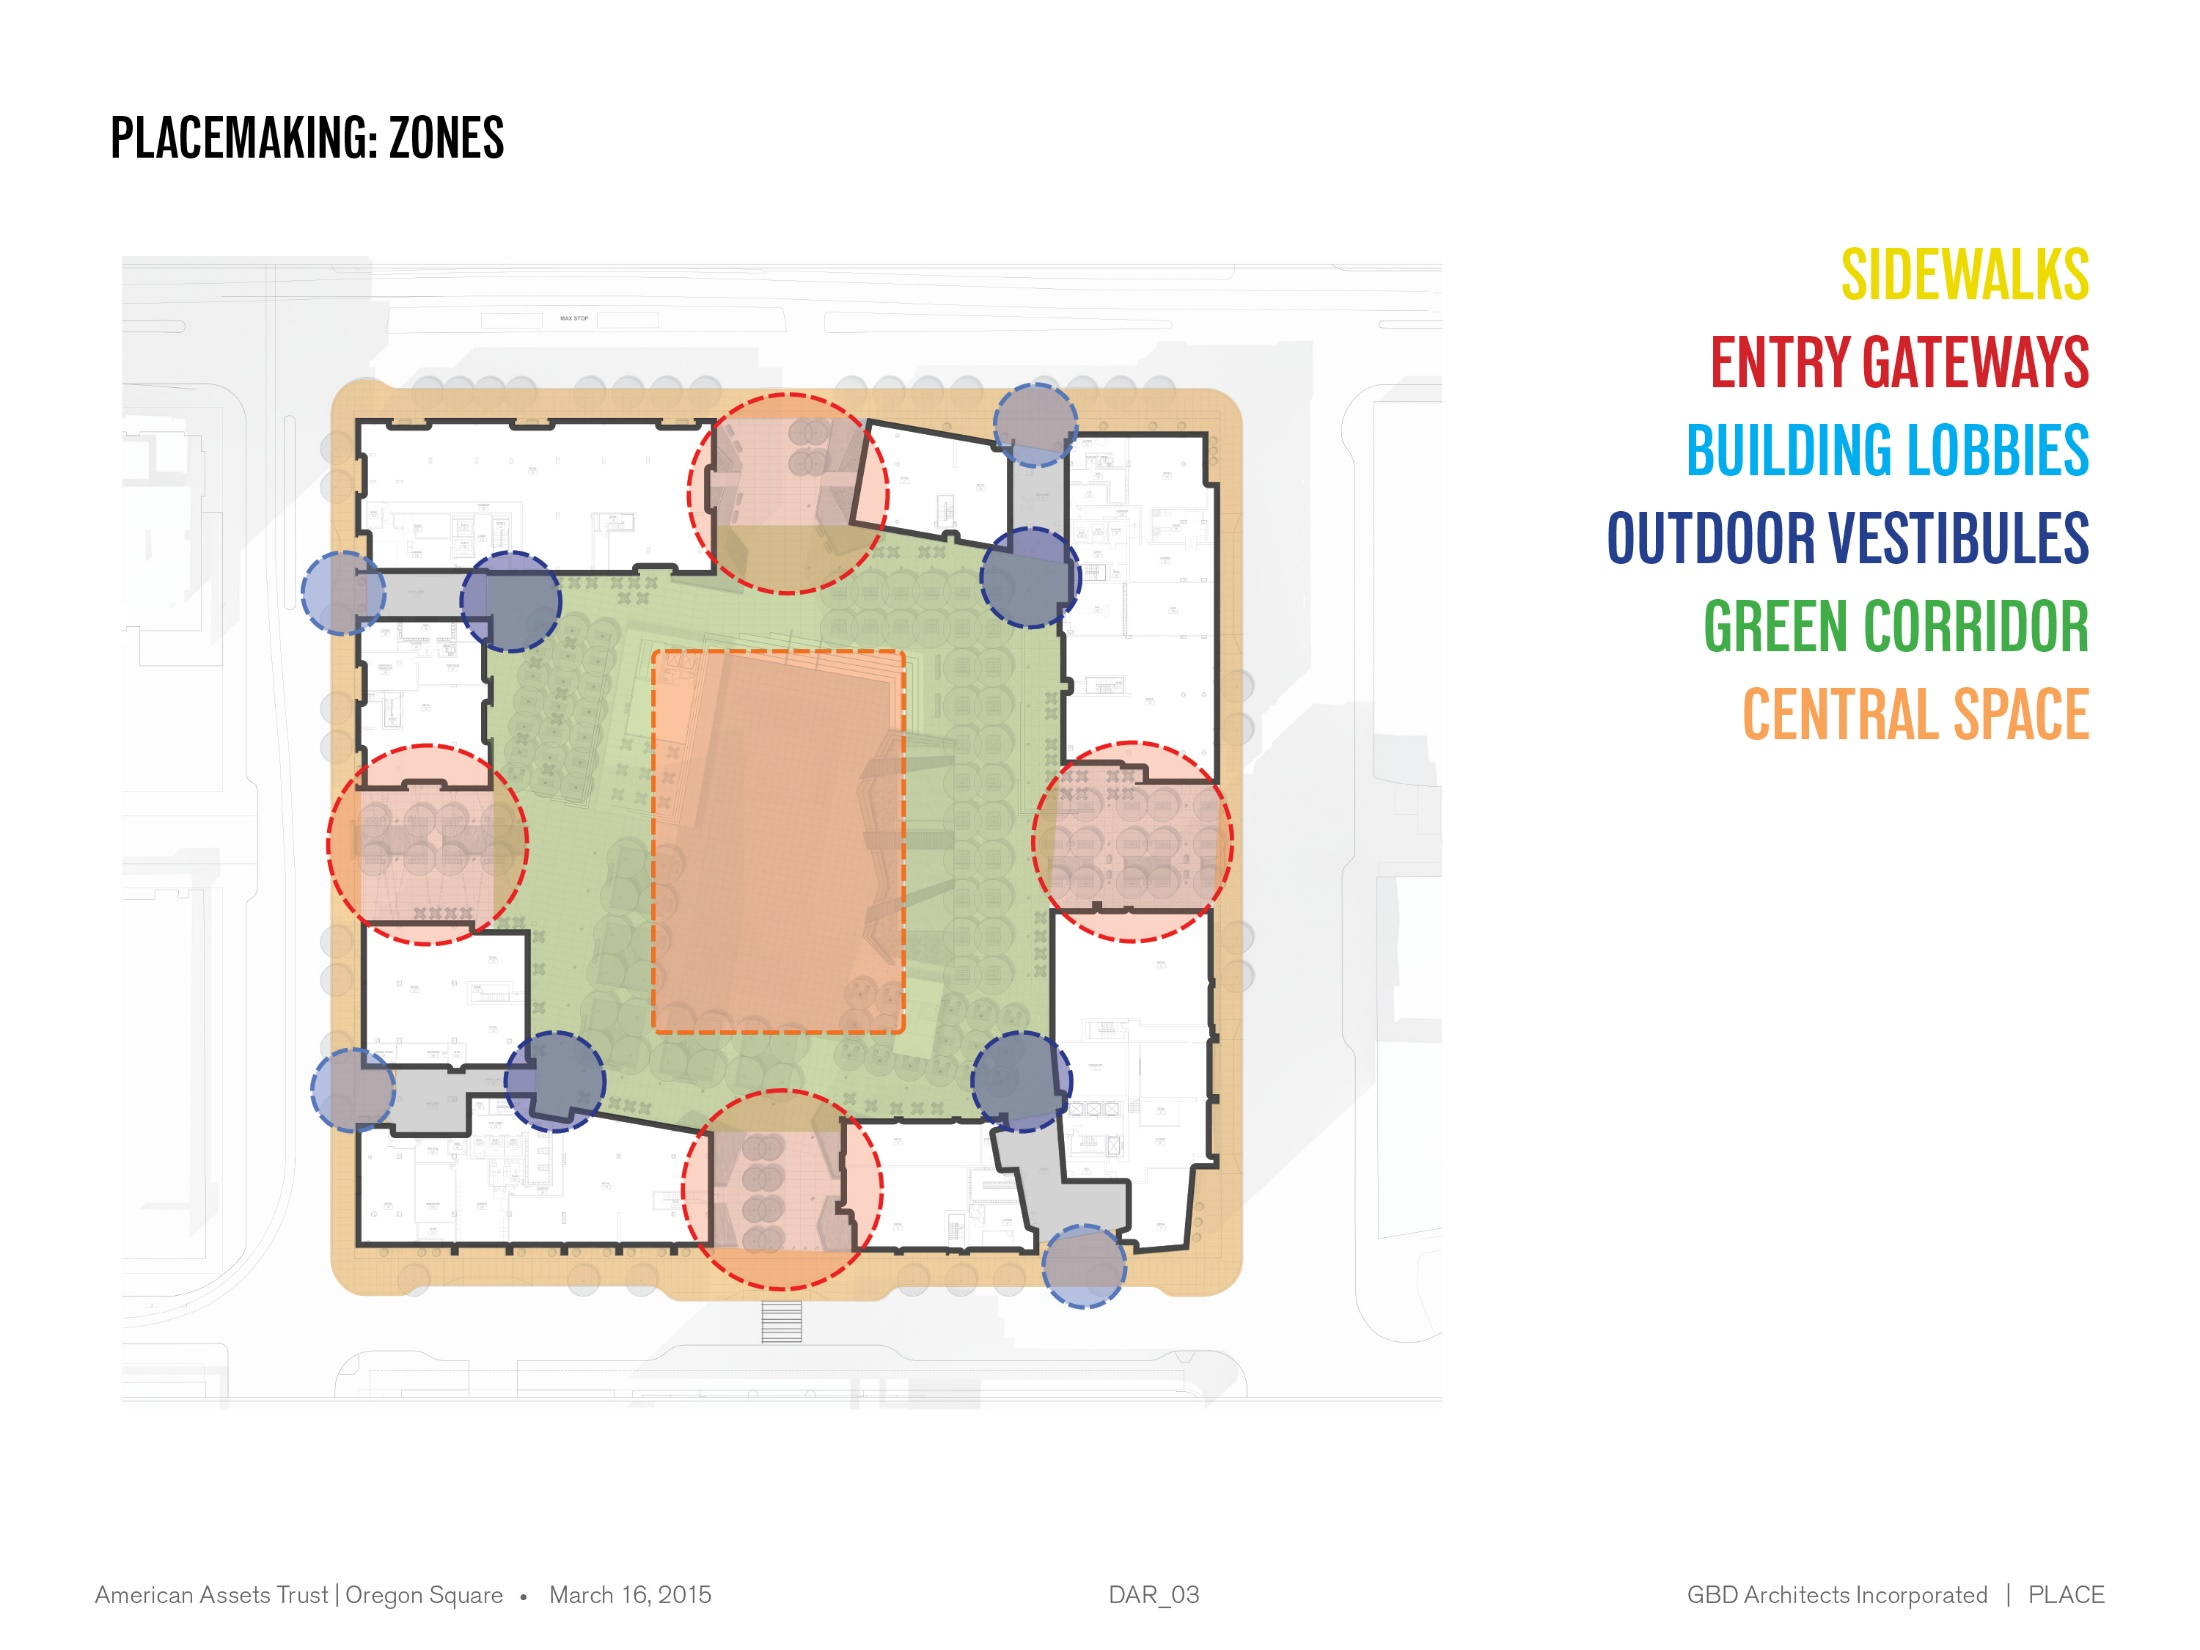 PLACEMAKING: ZONES
SIDEWALKS
ENTRY GATEWAYS
BUILDING LOBBIES
OUTDOOR VESTIBULES
GREEN CORRIDOR
CENTRAL SPACE
MAX STOP
American Assets Trust | Oregon Square • March 16, 2015
DAR_03
GBD Architects Incorporated | PLACE